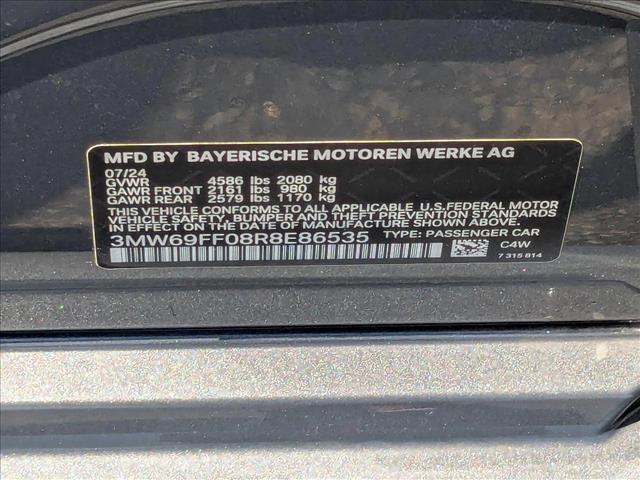 MFD BY BAYERISCHE MOTOREN WERKE AG
07/24
GVWR 4586 lbs 2080 kg
GAWR FRONT 2161 lbs 980 kg
GAWR REAR 2579 lbs 1170 kg
THIS VEHICLE CONFORMS TO ALL APPLICABLE U.S.FEDERAL MOTOR
VEHICLE SAFETY, BUMPER AND THEFT PREVENTION STANDARDS
IN EFFECT ON THE DATE OF MANUFACTURE SHOWN ABOVE.
3MW69FF08R8E86535 TYPE: PASSENGER CAR
C4W
7 315 814